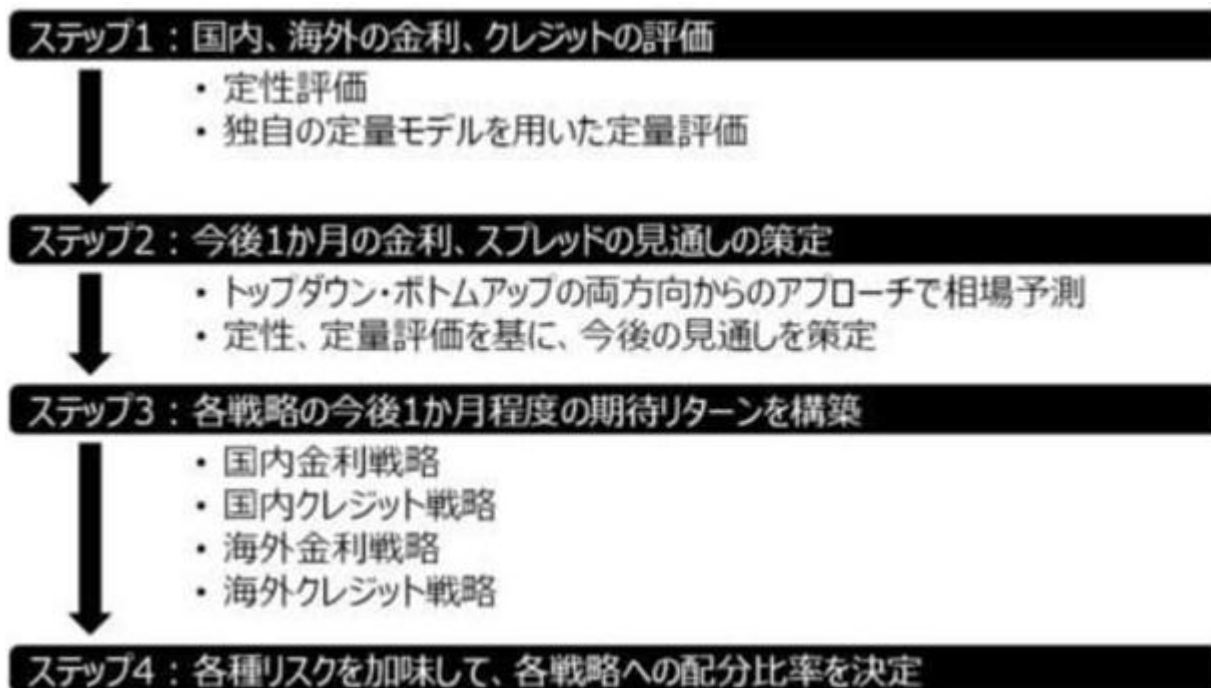 ステップ1：国内、海外の金利、クレジットの評価
・定性評価
・独自の定量モデルを用いた定量評価
ステップ2：今後1か月の金利、スプレッドの見通しの策定
・トップダウン・ボトムアップの両方向からのアプローチで相場予測
・定性、定量評価を基に、今後の見通しを策定
ステップ3：各戦略の今後1か月程度の期待リターンを構築
・国内金利戦略
・国内クレジット戦略
・海外金利戦略
・海外クレジット戦略
ステップ4：各種リスクを加味して、各戦略への配分比率を決定